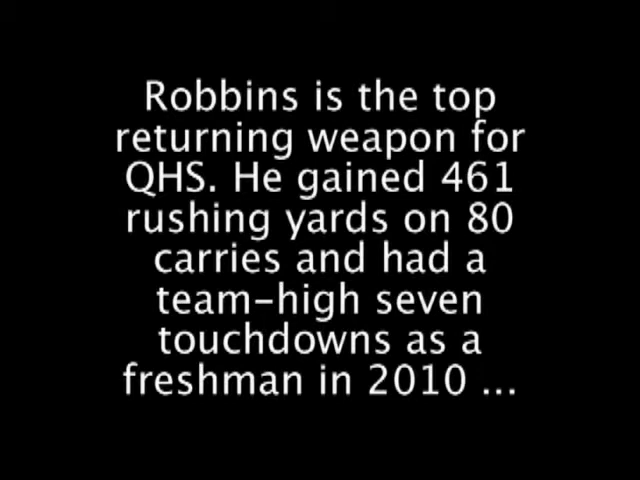 Robbins is the top
returning weapon for
QHS. He gained 461
rushing yards on 80
carries and had a
team-high seven
touchdowns as a
freshman in 2010 ...